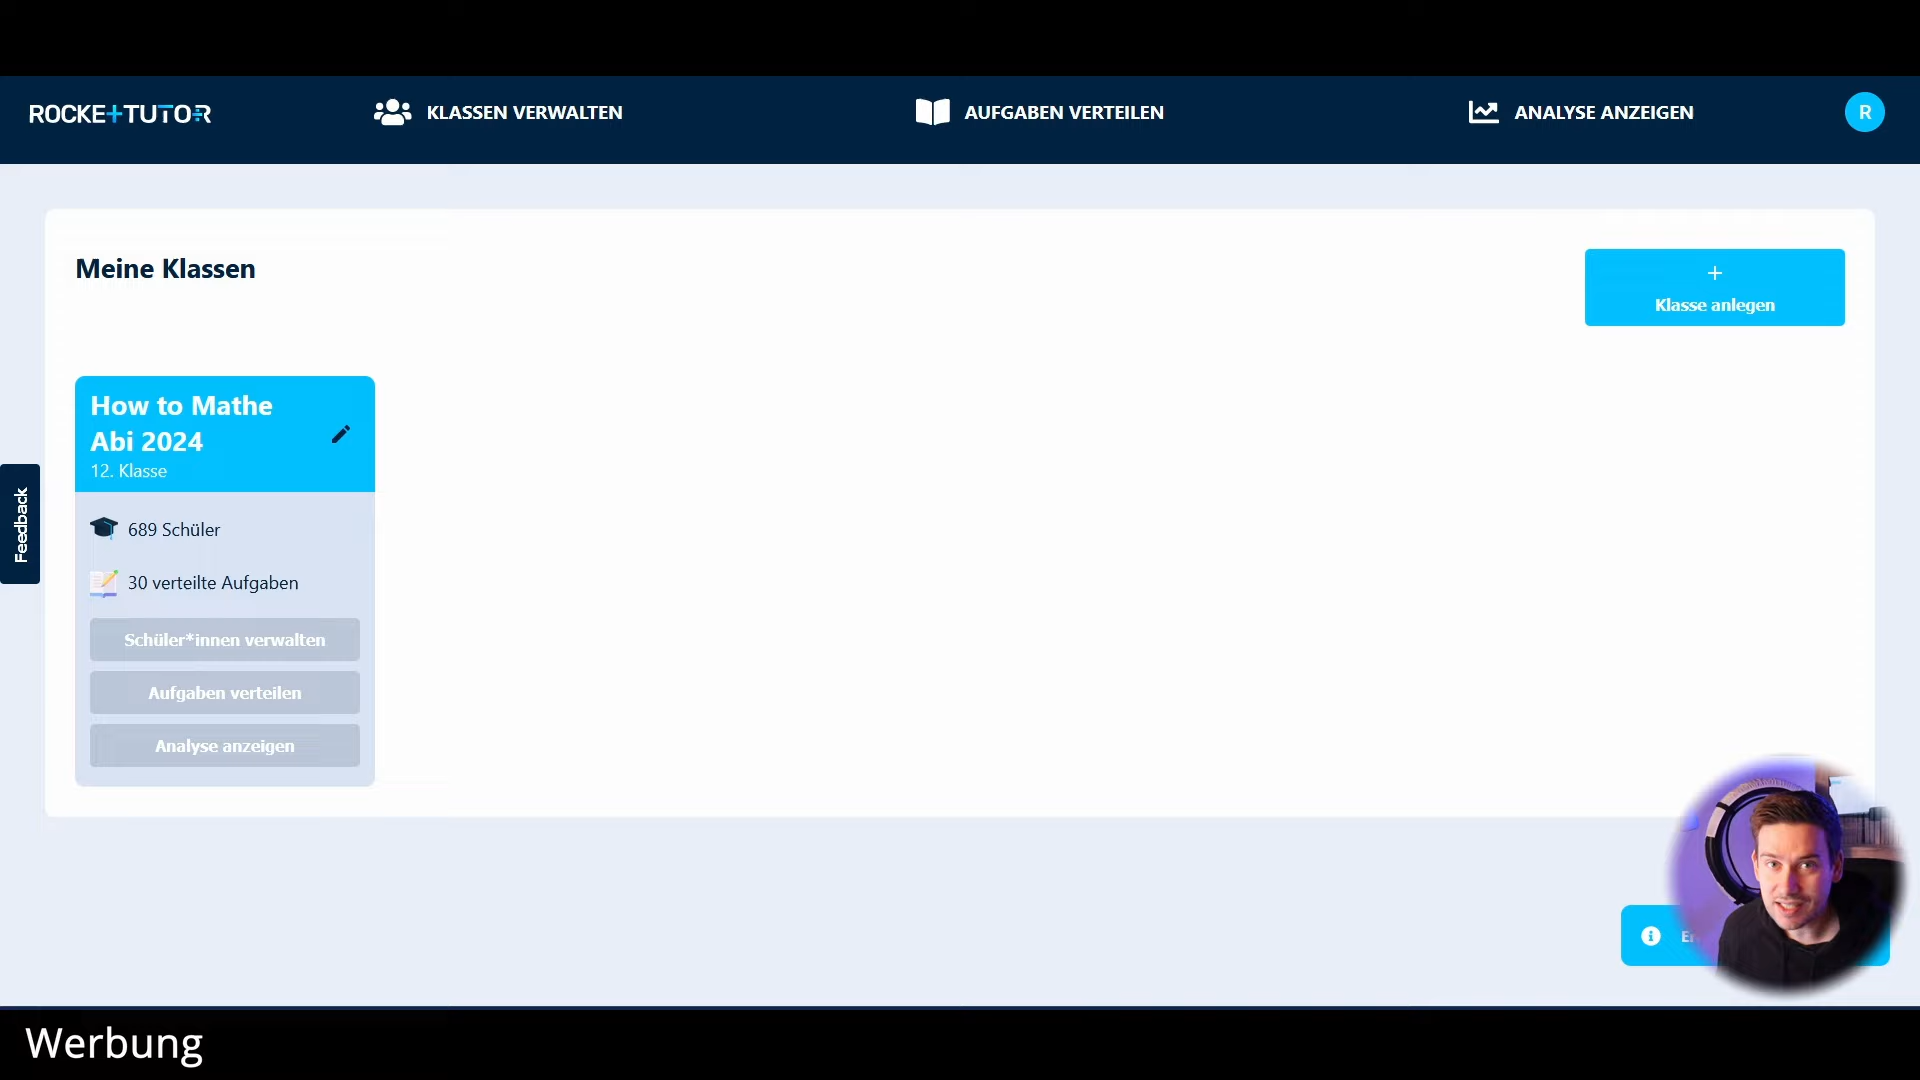 ROCKETTUTOR
KLASSEN VERWALTEN
AUFGABEN VERTEILEN
ANALYSE ANZEIGEN
R
Meine Klassen
+
Klasse anlegen
How to Mathe
Abi 2024
12. Klasse
689 Schüler
30 verteilte Aufgaben
Schüler*innen verwalten
Aufgaben verteilen
Analyse anzeigen
Feedback
Werbung